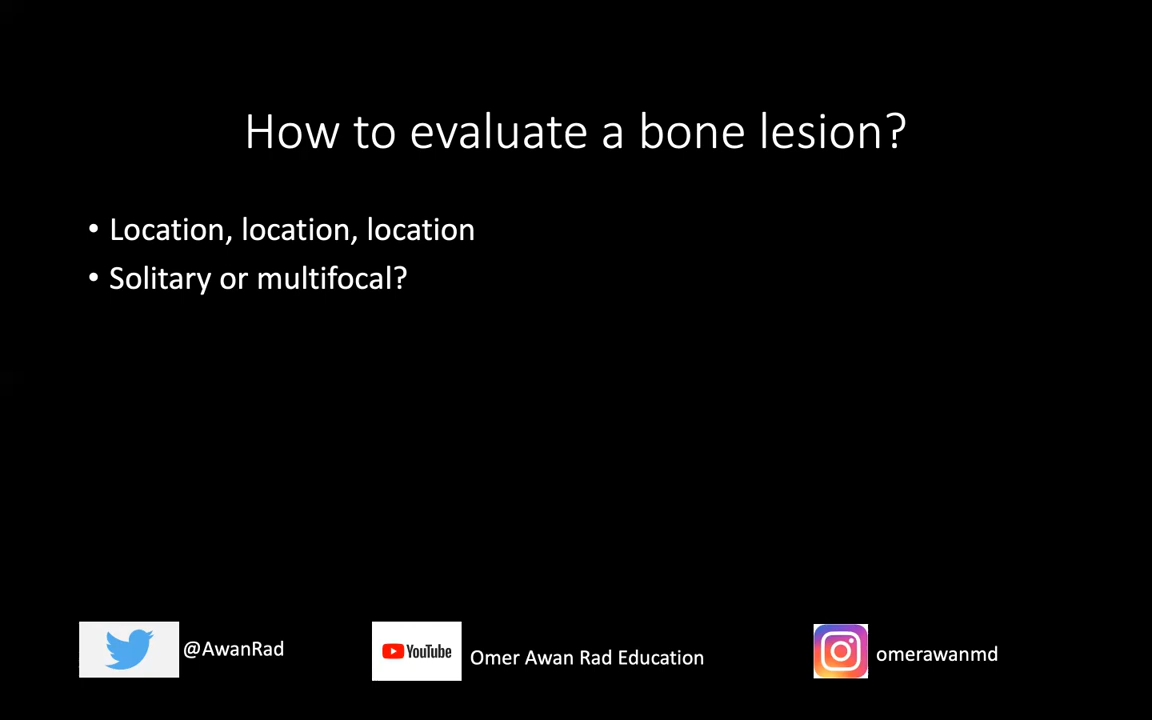 How to evaluate a bone lesion?
• Location, location, location
• Solitary or multifocal?
@AwanRad
YouTube
Omer Awan Rad Education
omerawanmd